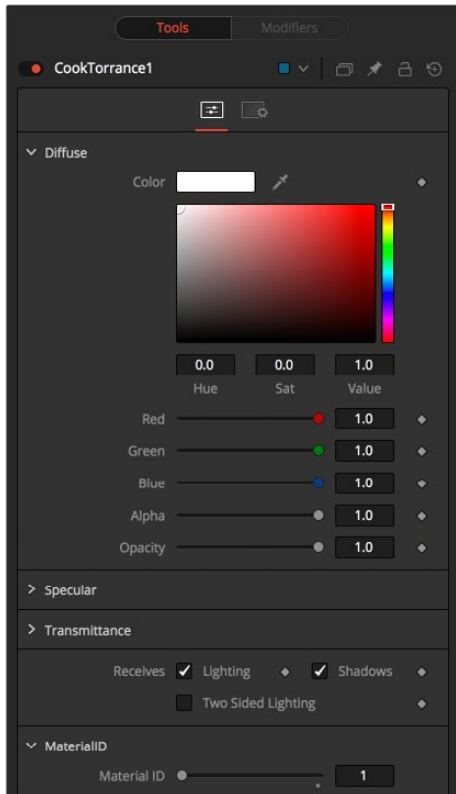 Tools Modifiers
CookTorrance1
Diffuse
Color
0.0 0.0 1.0
Hue Sat Value
Red 1.0
Green 1.0
Blue 1.0
Alpha 1.0
Opacity 1.0
Specular
Transmittance
Receives Lighting Shadows
Two Sided Lighting
MaterialID
Material ID 1